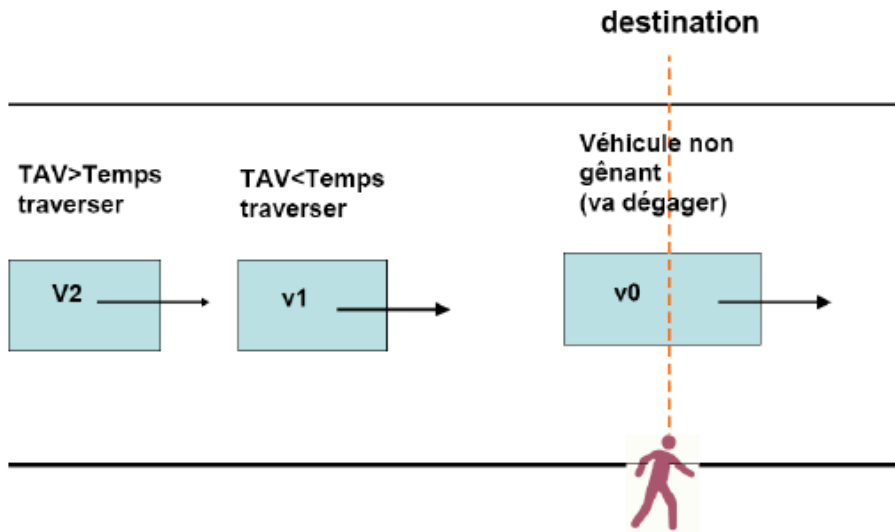 destination
TAV>Temps
traverser
TAV<Temps
traverser
Véhicule non
gênant
(va dégager)
V2
v1
v0